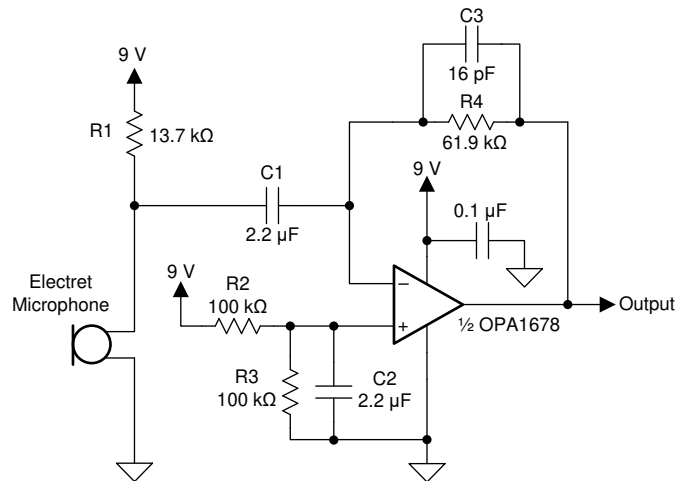 C3
16 pF
R4
61.9 kΩ
9 V
R1
13.7 kΩ
C1
2.2 µF
9 V
0.1 µF
Electret
Microphone
9 V
R2
100 kΩ
−
+
½ OPA1678
Output
R3
100 kΩ
C2
2.2 µF